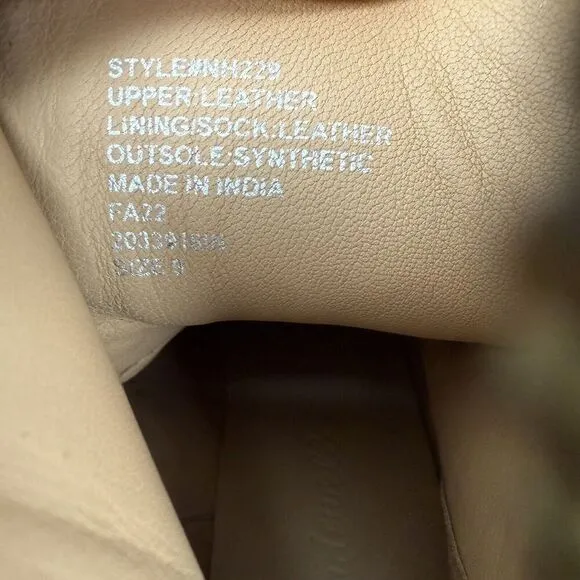 STYLE#NH229
UPPER:LEATHER
LINING/SOCK:LEATHER
OUTSOLE:SYNTHETIC
MADE IN INDIA
FA22
SIZE 9